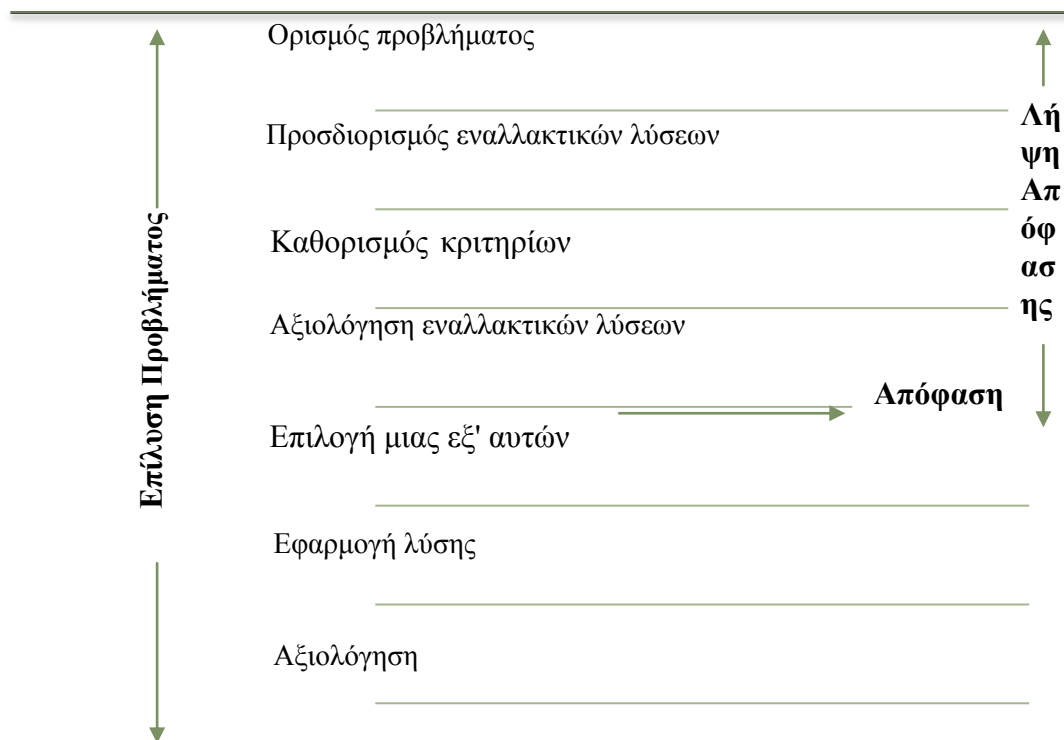 Ορισμός προβλήματος
Προσδιορισμός εναλλακτικών λύσεων
Καθορισμός κριτηρίων
Αξιολόγηση εναλλακτικών λύσεων
Απόφαση
Επιλογή μιας εξ' αυτών
Εφαρμογή λύσης
Αξιολόγηση
Επίλυση Προβλήματος
Λή
ψη
Απ
όφ
ασ
ης